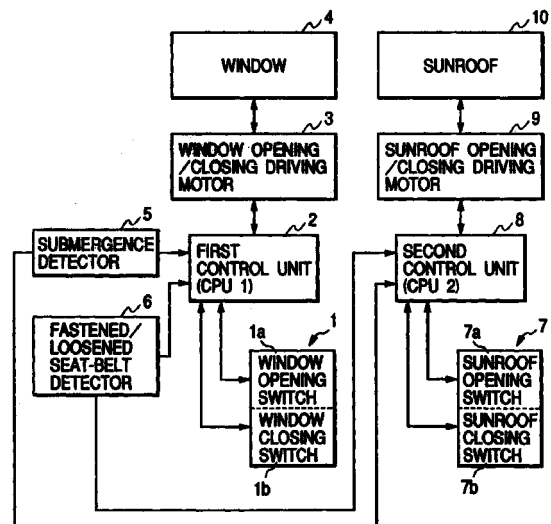 4
WINDOW
10
SUNROOF
3
WINDOW OPENING
/CLOSING DRIVING
MOTOR
9
SUNROOF OPENING
/CLOSING DRIVING
MOTOR
5
SUBMERGENCE
DETECTOR
2
FIRST
CONTROL UNIT
(CPU 1)
8
SECOND
CONTROL UNIT
(CPU 2)
6
FASTENED/
LOOSENED
SEAT-BELT
DETECTOR
1a
1
WINDOW
OPENING
SWITCH
WINDOW
CLOSING
SWITCH
1b
7a
7
SUNROOF
OPENING
SWITCH
SUNROOF
CLOSING
SWITCH
7b